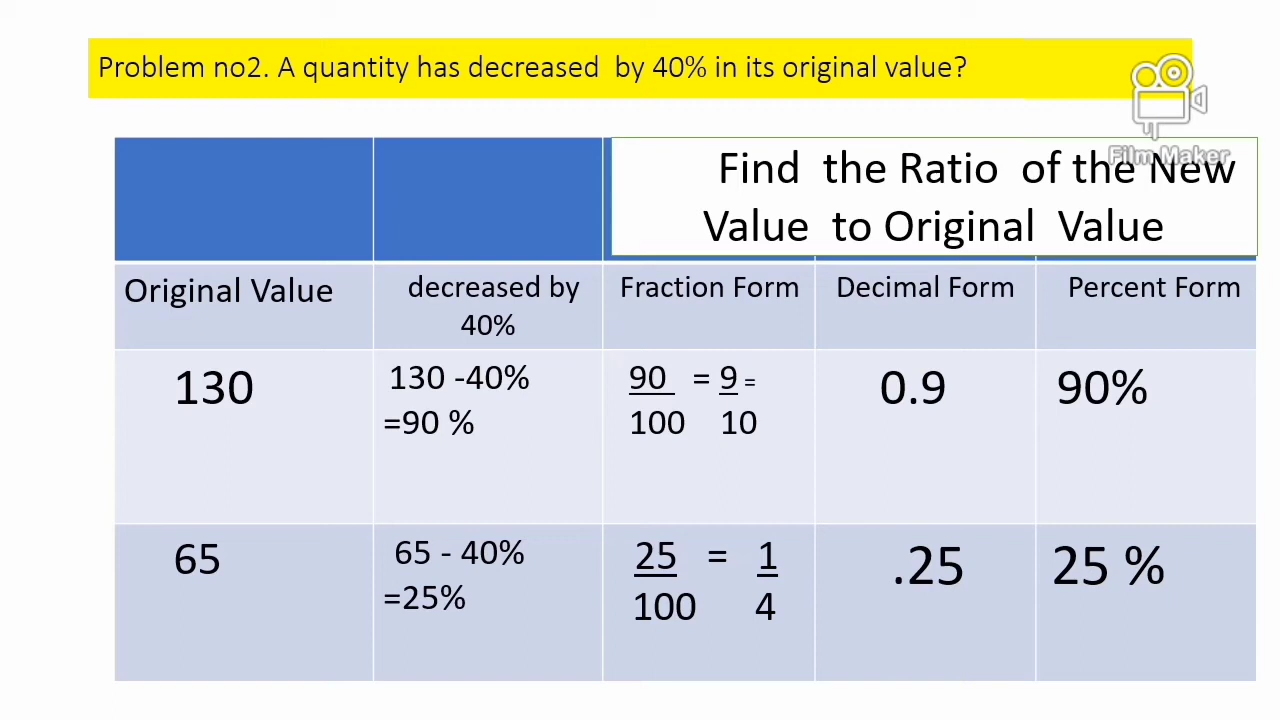 Problem no2. A quantity has decreased by 40% in its original value?
Film Maker
Find the Ratio of the New
Value to Original Value
Original Value
decreased by
40%
Fraction Form
Decimal Form
Percent Form
130
130 -40%
=90 %
90 = 9 =
100 10
0.9
90%
65
65 - 40%
=25%
25 = 1
100 4
.25
25 %